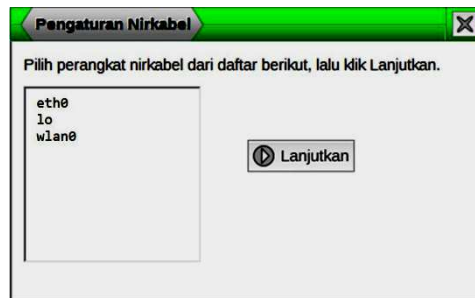 Pengaturan Nirkabel
Pilih perangkat nirkabel dari daftar berikut, lalu klik Lanjutkan.
eth0
lo
wlan0
Lanjutkan